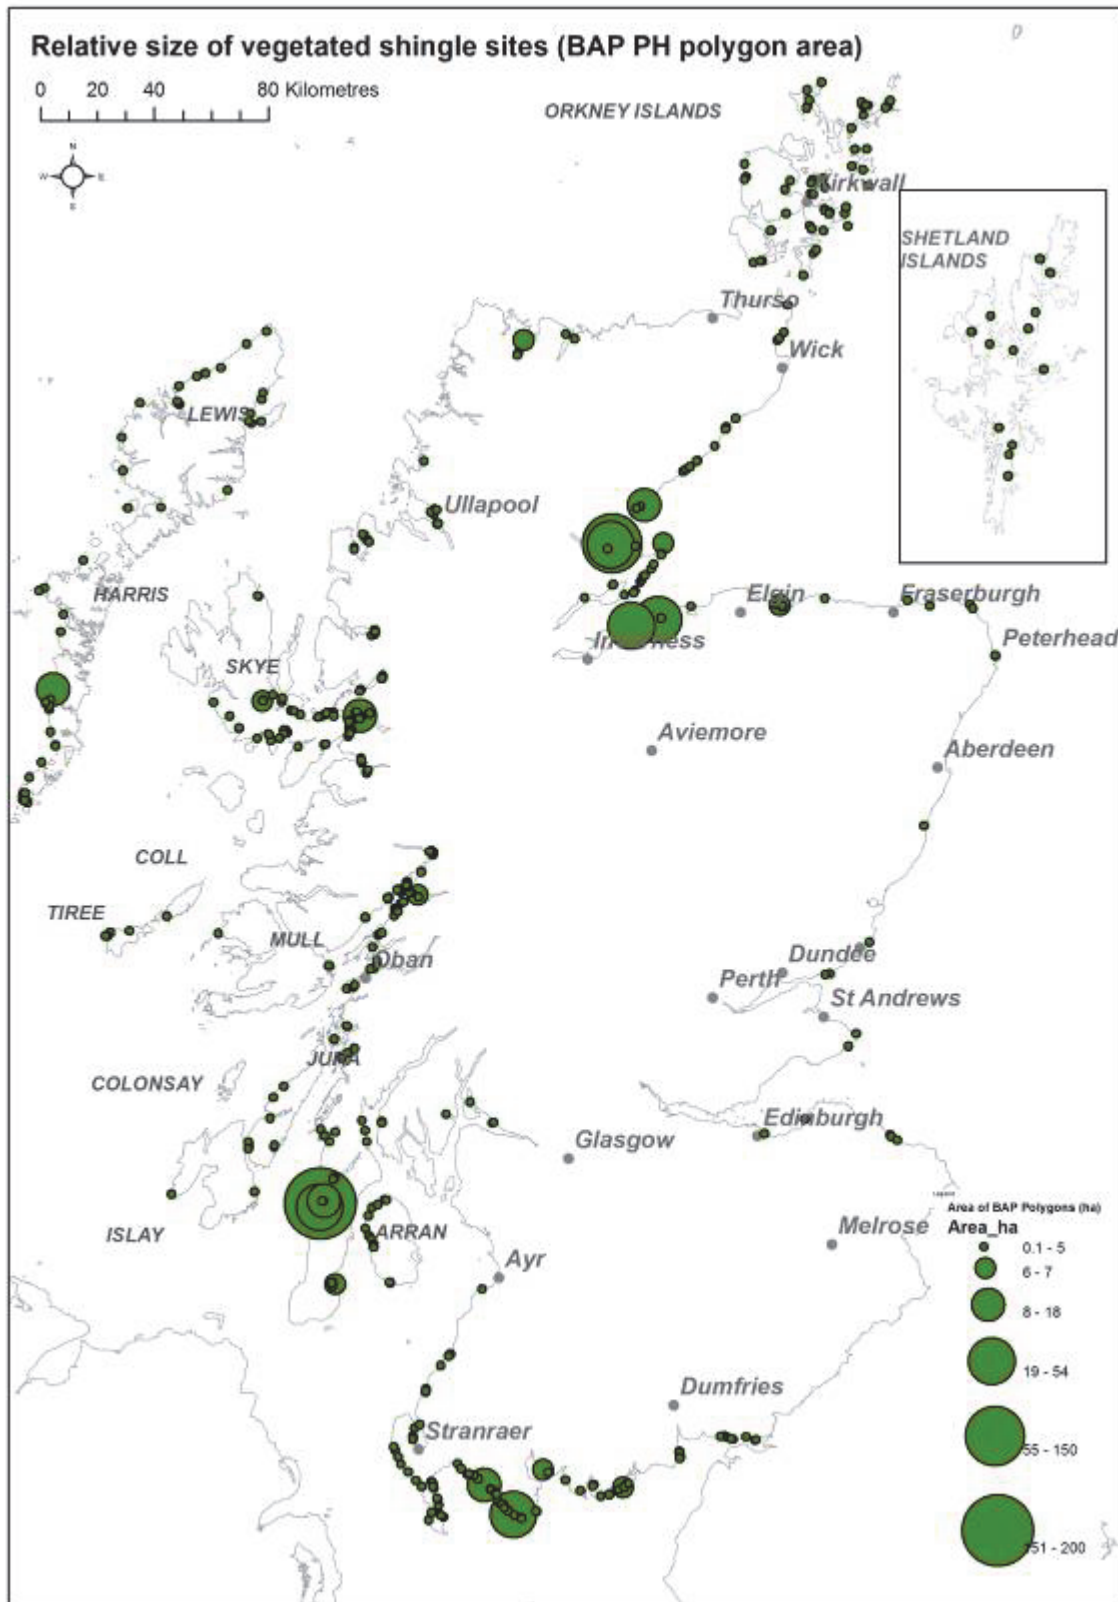 Relative size of vegetated shingle sites (BAP PH polygon area)
0 20 40 80 Kilometres
ORKNEY ISLANDS
N
W E
S
Kirkwall
SHETLAND
ISLANDS
Thurso
Wick
LEWIS
Ullapool
HARRIS
Elgin
Fraserburgh
Inverness
Peterhead
SKYE
Aviemore
Aberdeen
COLL
TIREE
MULL
Oban
Dundee
Perth
St Andrews
JURA
COLONSAY
Edinburgh
Glasgow
Legend
Area of BAP Polygons (ha)
Area_ha
0.1 - 5
6 - 7
8 - 18
19 - 54
55 - 150
151 - 200
ISLAY
ARRAN
Melrose
Ayr
Dumfries
Stranraer